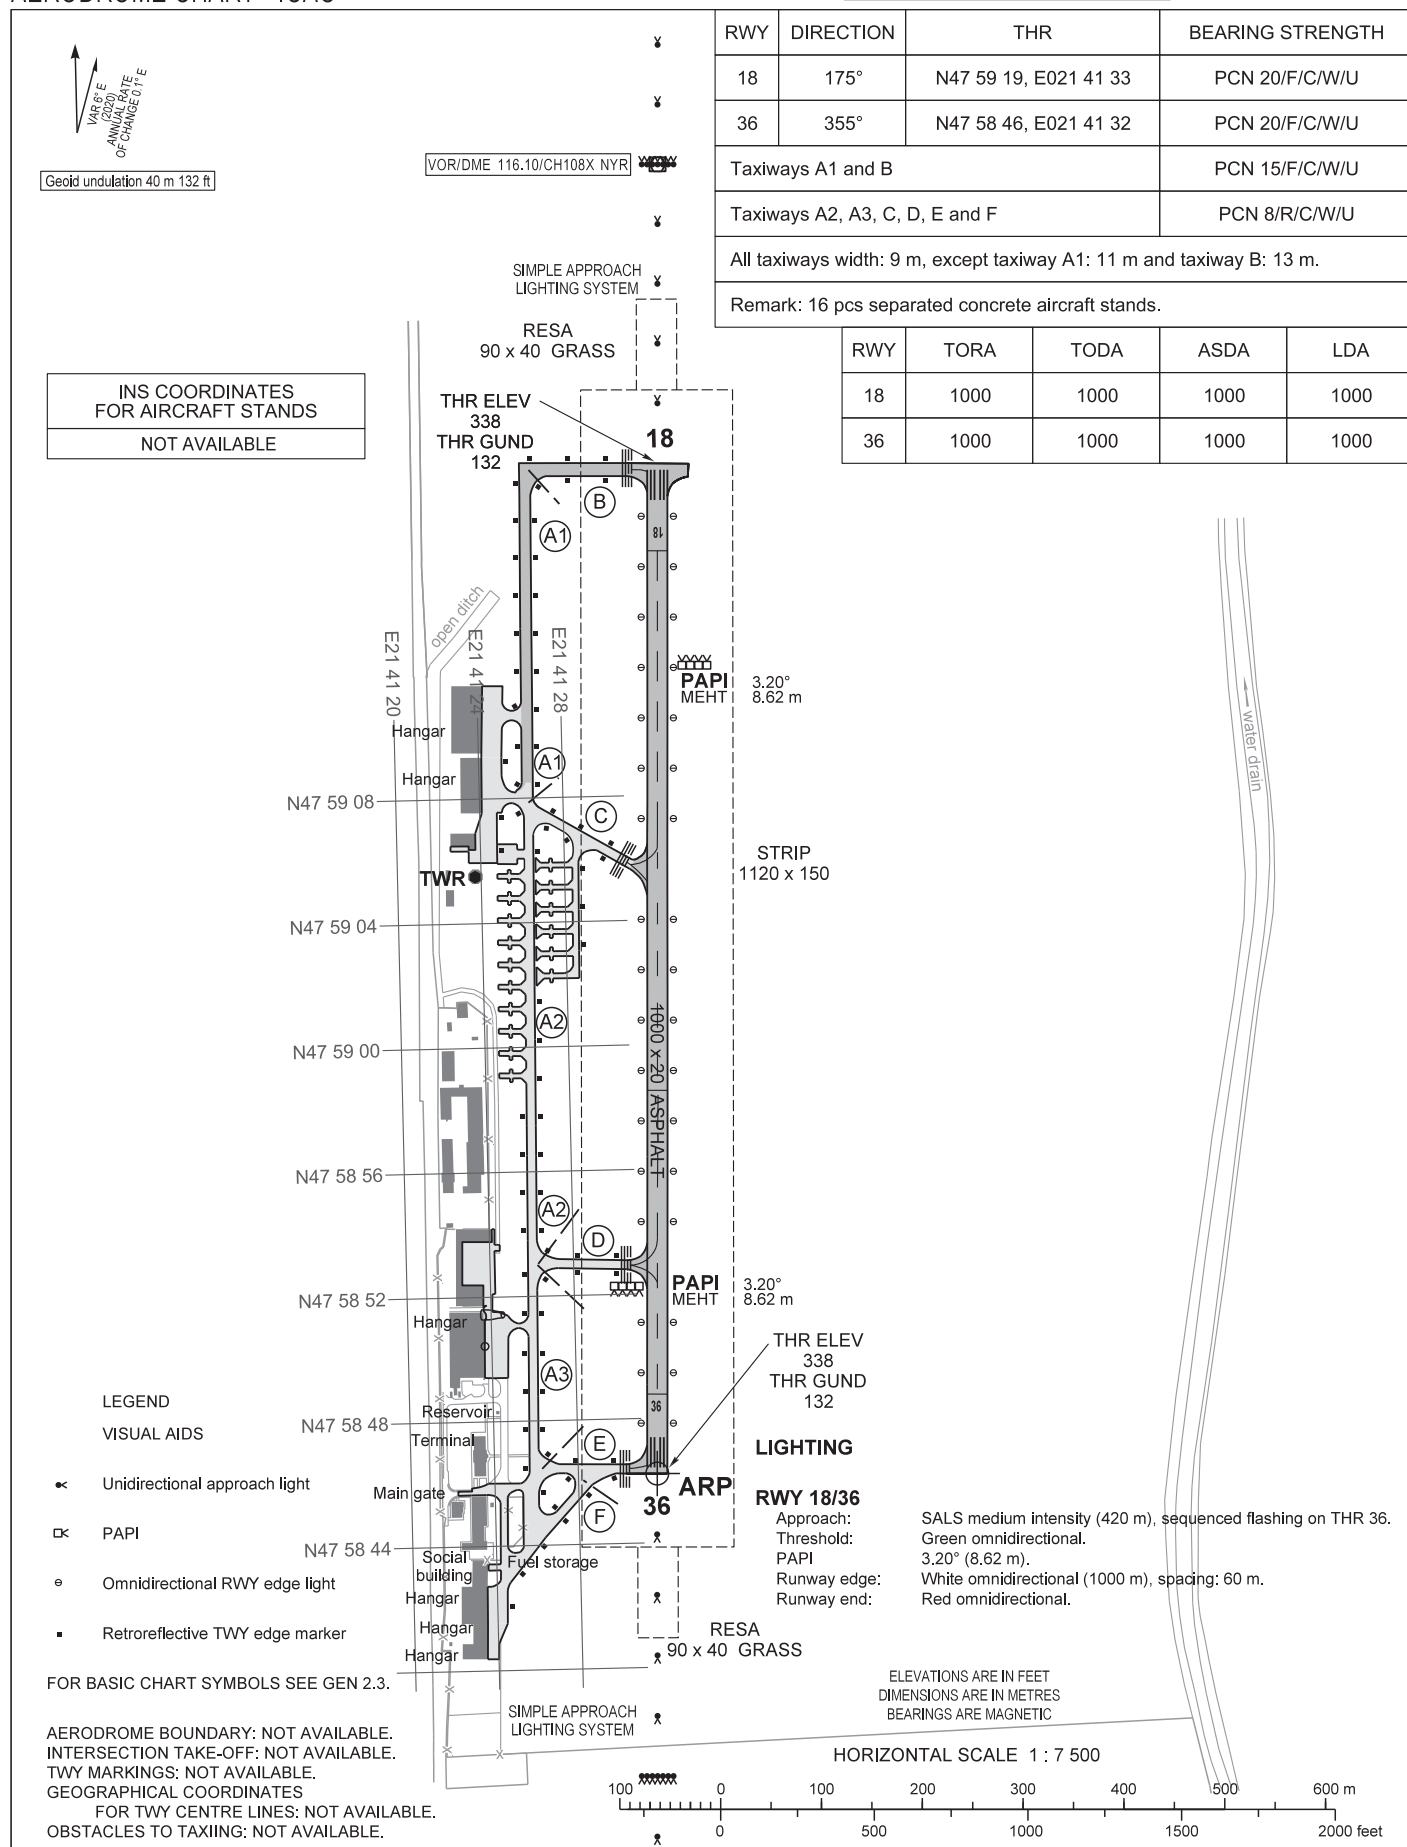 VAR 6° E
(2020)
ANNUAL RATE
OF CHANGE 0.1° E
Geoid undulation 40 m 132 ft
VOR/DME 116.10/CH108X NYR
RWY DIRECTION THR BEARING STRENGTH
18 175° N47 59 19, E021 41 33 PCN 20/F/C/W/U
36 355° N47 58 46, E021 41 32 PCN 20/F/C/W/U
Taxiways A1 and B PCN 15/F/C/W/U
Taxiways A2, A3, C, D, E and F PCN 8/R/C/W/U
All taxiways width: 9 m, except taxiway A1: 11 m and taxiway B: 13 m.
Remark: 16 pcs separated concrete aircraft stands.
RWY TORA TODA ASDA LDA
18 1000 1000 1000 1000
36 1000 1000 1000 1000
SIMPLE APPROACH
LIGHTING SYSTEM
RESA
90 x 40 GRASS
INS COORDINATES
FOR AIRCRAFT STANDS
NOT AVAILABLE
THR ELEV
338
THR GUND
132
18
B
A1
18
open ditch
E21 41 20
E21 41 24
E21 41 28
PAPI 3.20°
MEHT 8.62 m
Hangar
water drain
A1
Hangar
N47 59 08
C
STRIP
1120 x 150
TWR
N47 59 04
A2
1000 x 20 ASPHALT
N47 59 00
N47 58 56
A2
D
PAPI 3.20°
MEHT 8.62 m
N47 58 52
Hangar
THR ELEV
338
THR GUND
132
A3
36
Reservoir
N47 58 48
Terminal
E
Main gate
ARP
36
F
N47 58 44
Social
building
Fuel storage
Hangar
Hangar
Hangar
LEGEND
VISUAL AIDS
Unidirectional approach light
PAPI
Omnidirectional RWY edge light
Retroreflective TWY edge marker
LIGHTING
RWY 18/36
Approach: SALS medium intensity (420 m), sequenced flashing on THR 36.
Threshold: Green omnidirectional.
PAPI 3.20° (8.62 m).
Runway edge: White omnidirectional (1000 m), spacing: 60 m.
Runway end: Red omnidirectional.
RESA
90 x 40 GRASS
FOR BASIC CHART SYMBOLS SEE GEN 2.3.
SIMPLE APPROACH
LIGHTING SYSTEM
ELEVATIONS ARE IN FEET
DIMENSIONS ARE IN METRES
BEARINGS ARE MAGNETIC
AERODROME BOUNDARY: NOT AVAILABLE.
INTERSECTION TAKE-OFF: NOT AVAILABLE.
TWY MARKINGS: NOT AVAILABLE.
GEOGRAPHICAL COORDINATES
FOR TWY CENTRE LINES: NOT AVAILABLE.
OBSTACLES TO TAXIING: NOT AVAILABLE.
HORIZONTAL SCALE 1 : 7 500
100 0 100 200 300 400 500 600 m
0 500 1000 1500 2000 feet